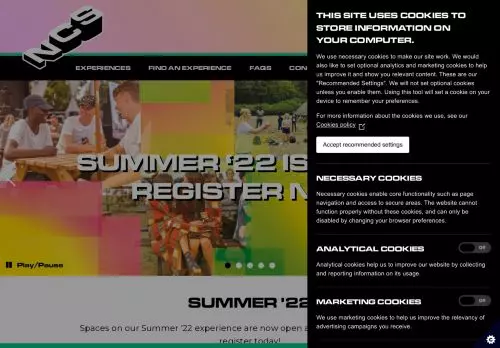 NCS
EXPERIENCES FIND AN EXPERIENCE FAQS CON
SUMMER '22 IS
REGISTER N
Play/Pause
SUMMER '22
Spaces on our Summer '22 experience are now open a
register today!
THIS SITE USES COOKIES TO
STORE INFORMATION ON
YOUR COMPUTER.
We use necessary cookies to make our site work. We would
also like to set optional analytics and marketing cookies to help
us improve it and show you relevant content. These are our
"Recommended Settings". We will not set optional cookies
unless you enable them. Using this tool will set a cookie on your
device to remember your preferences.
For more information about the cookies we use, see our
Cookies policy
Accept recommended settings
NECESSARY COOKIES
Necessary cookies enable core functionality such as page
navigation and access to secure areas. The website cannot
function properly without these cookies, and can only be
disabled by changing your browser preferences.
ANALYTICAL COOKIES Off
Analytical cookies help us to improve our website by collecting
and reporting information on its usage.
MARKETING COOKIES Off
We use marketing cookies to help us improve the relevancy of
advertising campaigns you receive.